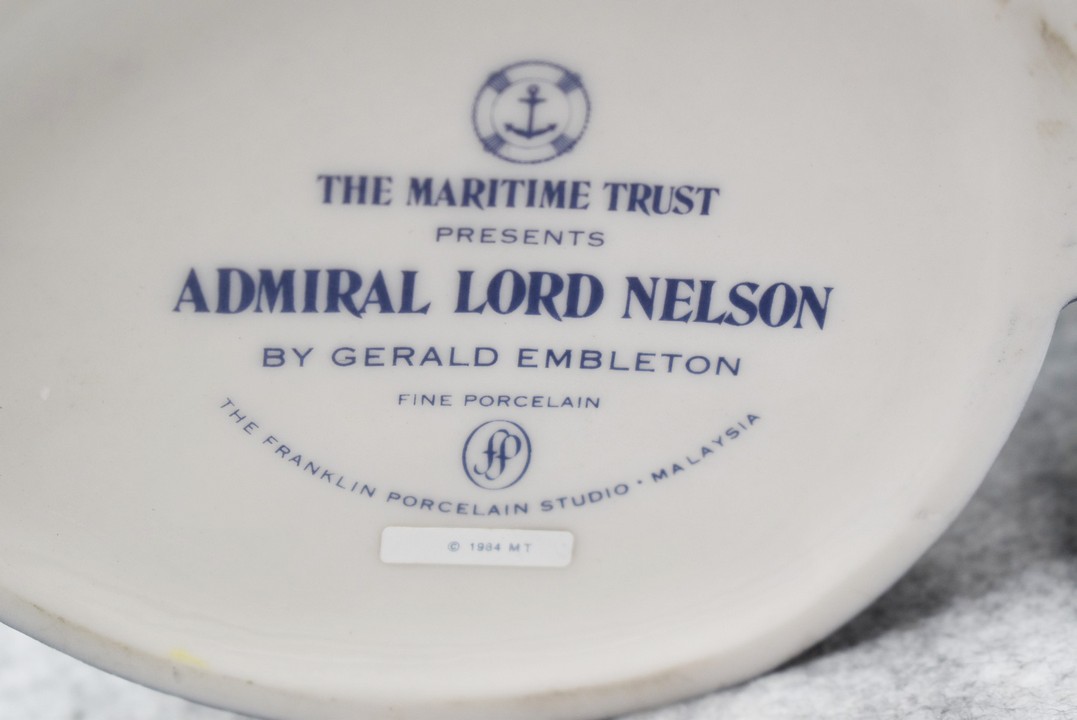 THE MARITIME TRUST
PRESENTS
ADMIRAL LORD NELSON
BY GERALD EMBLETON
FINE PORCELAIN
fp
THE FRANKLIN PORCELAIN STUDIO · MALAYSIA
© 1984 MT